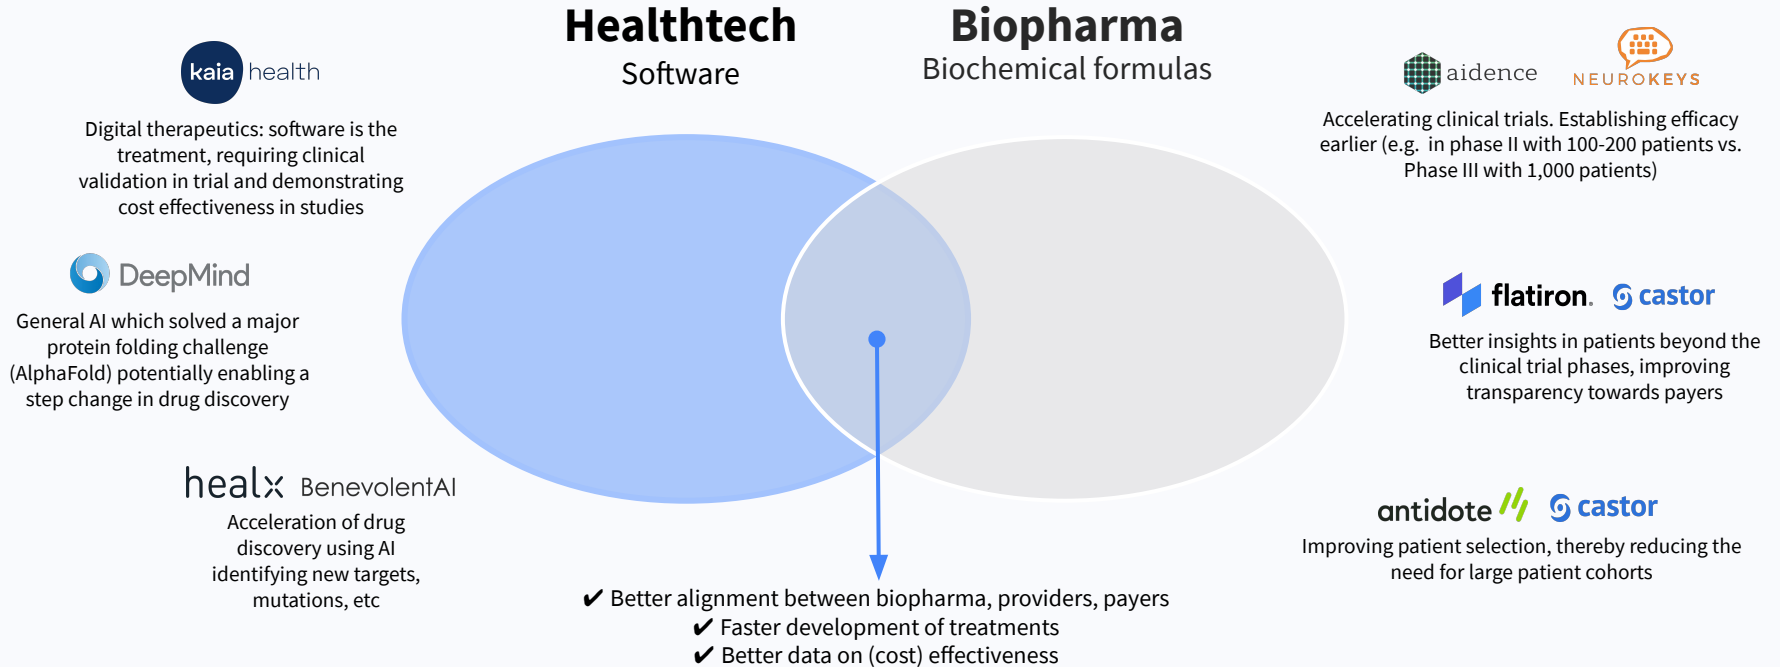 Healthtech
Software
Biopharma
Biochemical formulas
kaia health
Digital therapeutics: software is the
treatment, requiring clinical
validation in trial and demonstrating
cost effectiveness in studies
DeepMind
General AI which solved a major
protein folding challenge
(AlphaFold) potentially enabling a
step change in drug discovery
healx BenevolentAI
Acceleration of drug
discovery using AI
identifying new targets,
mutations, etc
aidence
NEUROKEYS
Accelerating clinical trials. Establishing efficacy
earlier (e.g. in phase II with 100-200 patients vs.
Phase III with 1,000 patients)
flatiron. castor
Better insights in patients beyond the
clinical trial phases, improving
transparency towards payers
antidote castor
Improving patient selection, thereby reducing the
need for large patient cohorts
✔ Better alignment between biopharma, providers, payers
✔ Faster development of treatments
✔ Better data on (cost) effectiveness